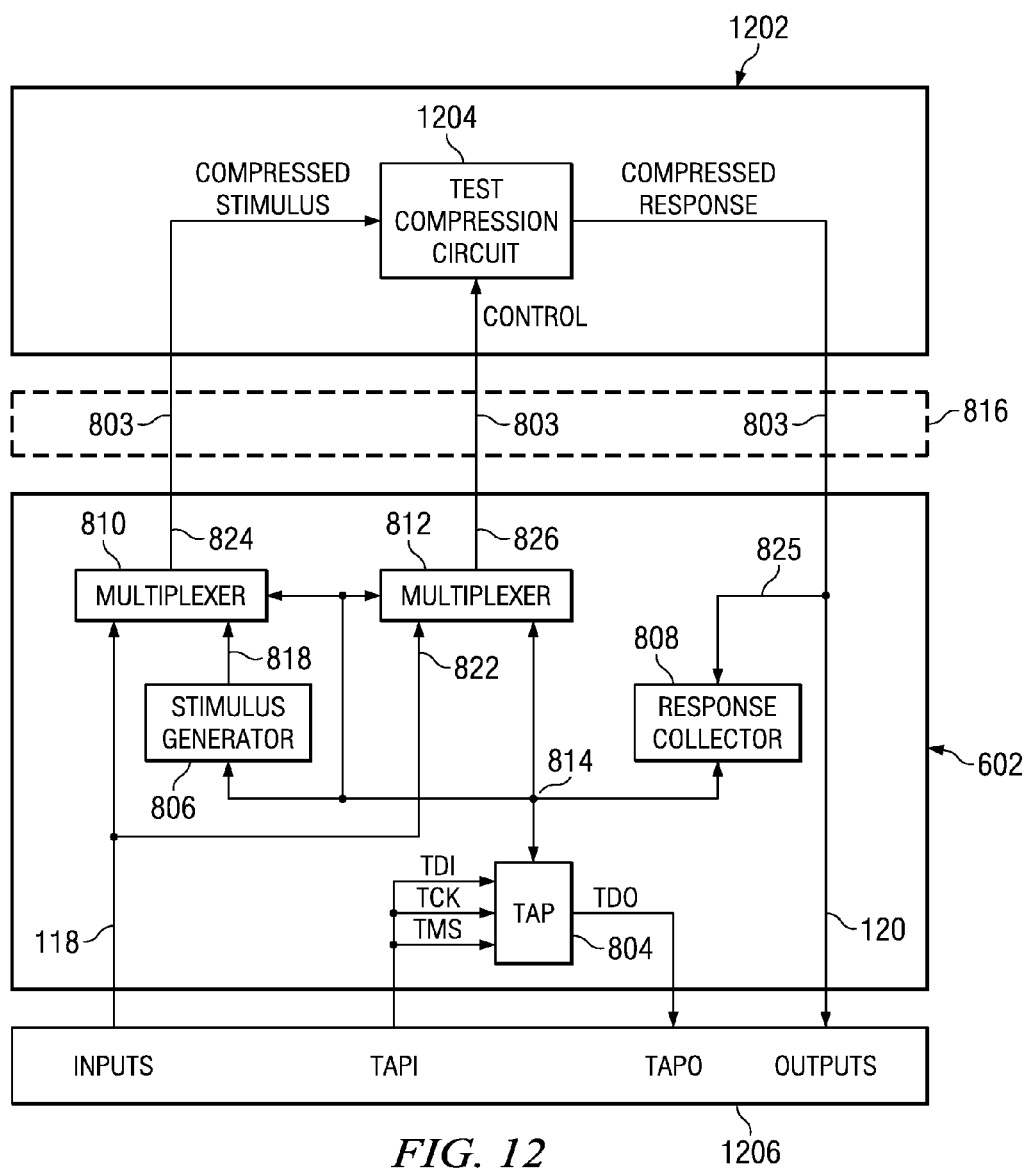 1202
1204
COMPRESSED
STIMULUS
TEST
COMPRESSION
CIRCUIT
COMPRESSED
RESPONSE
CONTROL
803
803
803
816
810
824
812
826
825
MULTIPLEXER
MULTIPLEXER
818
822
808
STIMULUS
GENERATOR
RESPONSE
COLLECTOR
806
814
602
TDI
TCK
TMS
TAP
TDO
804
118
120
INPUTS
TAPI
TAPO
OUTPUTS
1206
FIG. 12